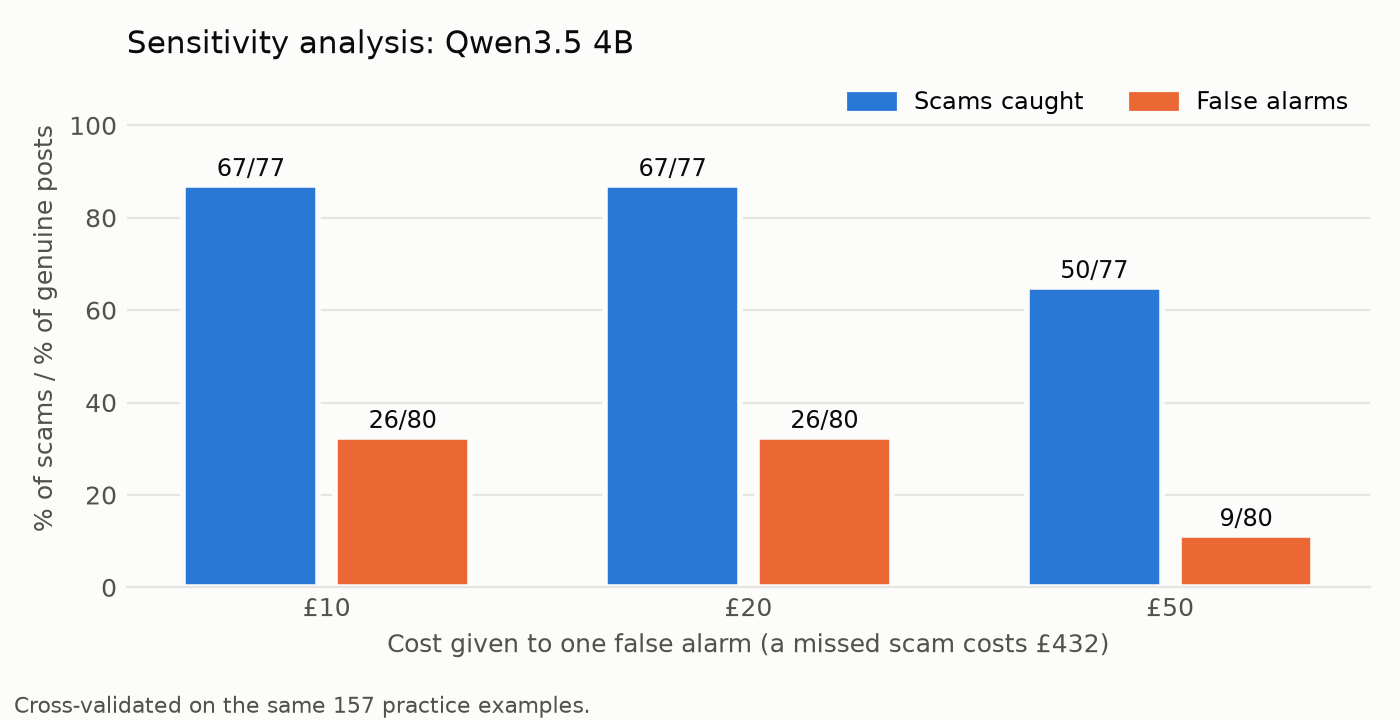 Sensitivity analysis: Qwen3.5 4B
Scams caught
False alarms
% of scams / % of genuine posts
100
80
60
40
20
0
67/77
26/80
67/77
26/80
50/77
9/80
£10
£20
£50
Cost given to one false alarm (a missed scam costs £432)
Cross-validated on the same 157 practice examples.